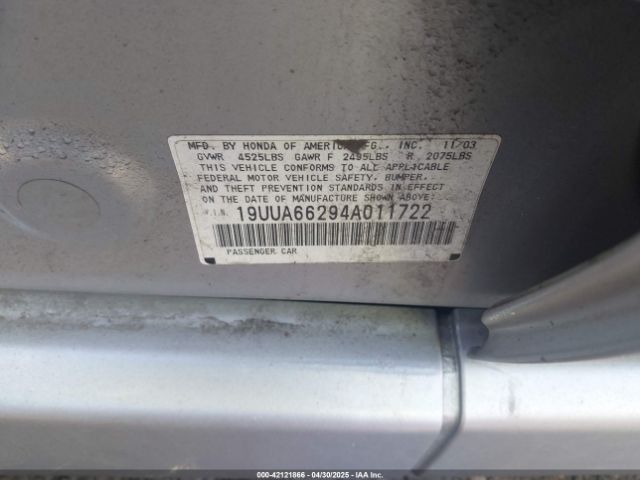 MFD. BY HONDA OF AMERICA MFG., INC. 11/03
GVWR 4525LBS GAWR F 2495LBS R 2075LBS
THIS VEHICLE CONFORMS TO ALL APPLICABLE
FEDERAL MOTOR VEHICLE SAFETY, BUMPER,
AND THEFT PREVENTION STANDARDS IN EFFECT
ON THE DATE OF MANUFACTURE SHOWN ABOVE.
V.I.N. 19UUA66294A011722
PASSENGER CAR
000-42121866 - 04/30/2025 - IAA Inc.